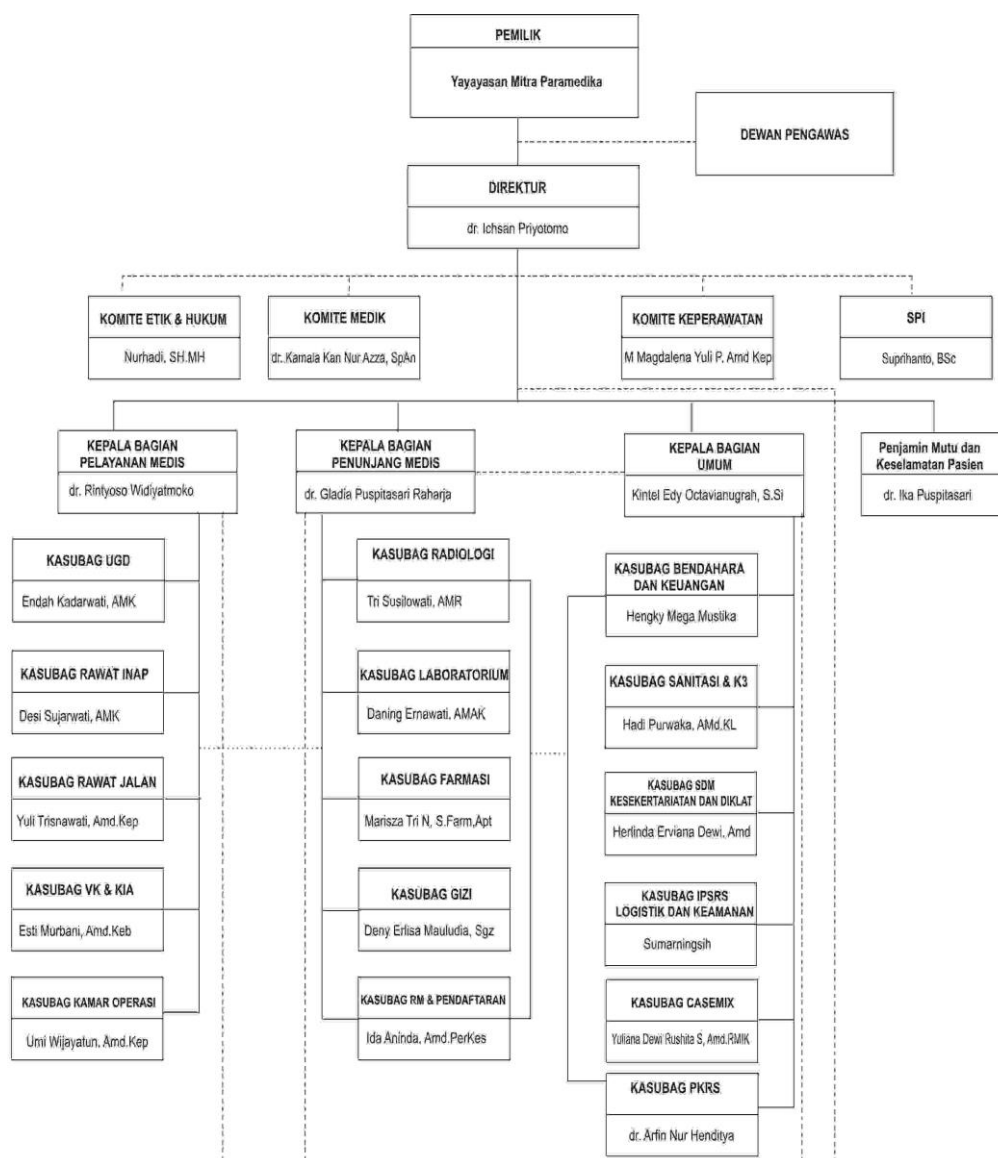 PEMILIK
Yayayasan Mitra Paramedika
DEWAN PENGAWAS
DIREKTUR
dr. Ichsan Priyotomo
KOMITE ETIK & HUKUM
Nurhadi, SH.MH
KOMITE MEDIK
dr. Kamala Kan Nur Azza, SpAn
KOMITE KEPERAWATAN
M Magdalena Yuli P. Amd Kep
SPI
Suprihanto, BSc
KEPALA BAGIAN
PELAYANAN MEDIS
dr. Rintyoso Widiyatmoko
KEPALA BAGIAN
PENUNJANG MEDIS
dr. Gladia Puspitasari Raharja
KEPALA BAGIAN
UMUM
Kintel Edy Octavianugrah, S.Si
Penjamin Mutu dan
Keselamatan Pasien
dr. Ika Puspitasari
KASUBAG UGD
Endah Kadarwati, AMK
KASUBAG RAWAT INAP
Desi Sujarwati, AMK
KASUBAG RAWAT JALAN
Yuli Trisnawati, Amd.Kep
KASUBAG VK & KIA
Esti Murbani, Amd.Keb
KASUBAG KAMAR OPERASI
Umi Wijayatun, Amd.Kep
KASUBAG RADIOLOGI
Tri Susilowati, AMR
KASUBAG LABORATORIUM
Daning Ernawati, AMAK
KASUBAG FARMASI
Marisza Tri N, S.Farm,Apt
KASUBAG GIZI
Deny Erlisa Mauludia, Sgz
KASUBAG RM & PENDAFTARAN
Ida Aninda, Amd.PerKes
KASUBAG BENDAHARA
DAN KEUANGAN
Hengky Mega Mustika
KASUBAG SANITASI & K3
Hadi Purwaka, AMd.KL
KASUBAG SDM
KESEKERTARIATAN DAN DIKLAT
Herlinda Erviana Dewi, Amd
KASUBAG IPSRS
LOGISTIK DAN KEAMANAN
Sumarningsih
KASUBAG CASEMIX
Yuliana Dewi Rushita S, Amd.RMIK
KASUBAG PKRS
dr. Arfin Nur Henditya